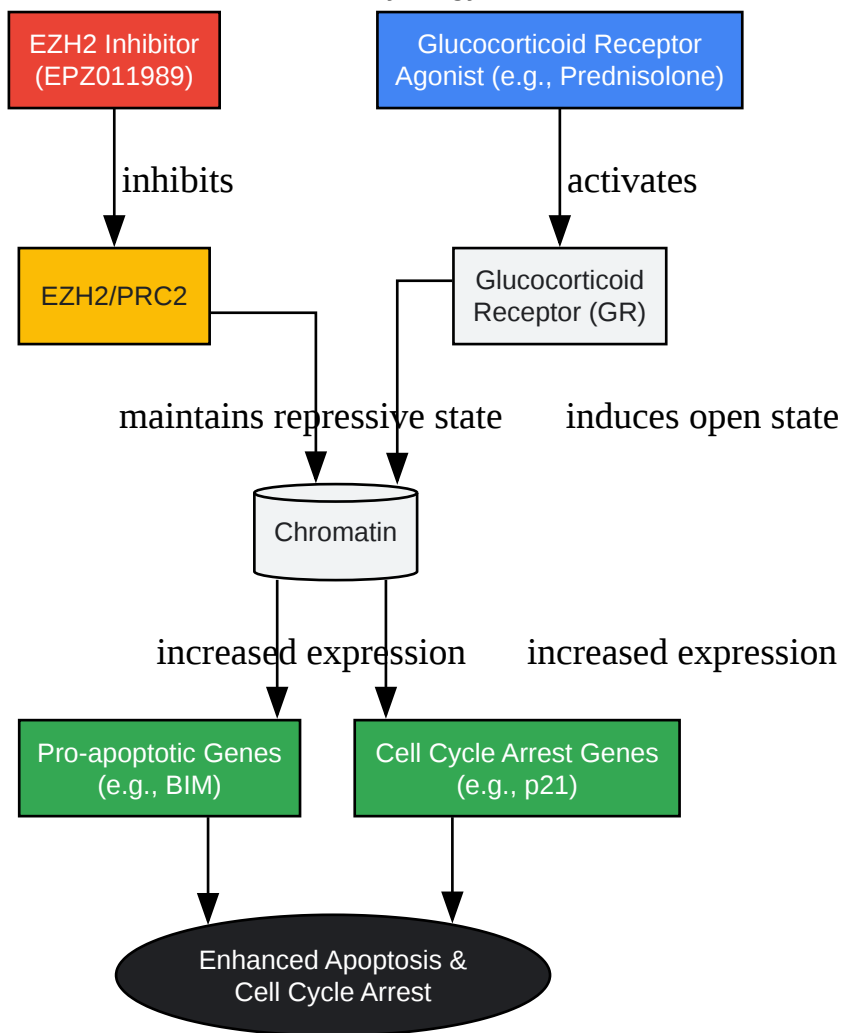 EZH2 Inhibitor
(EPZ011989)
Glucocorticoid Receptor
Agonist (e.g., Prednisolone)
inhibits
activates
EZH2/PRC2
Glucocorticoid
Receptor (GR)
maintains repressive state
induces open state
Chromatin
increased expression
increased expression
Pro-apoptotic Genes
(e.g., BIM)
Cell Cycle Arrest Genes
(e.g., p21)
Enhanced Apoptosis &
Cell Cycle Arrest